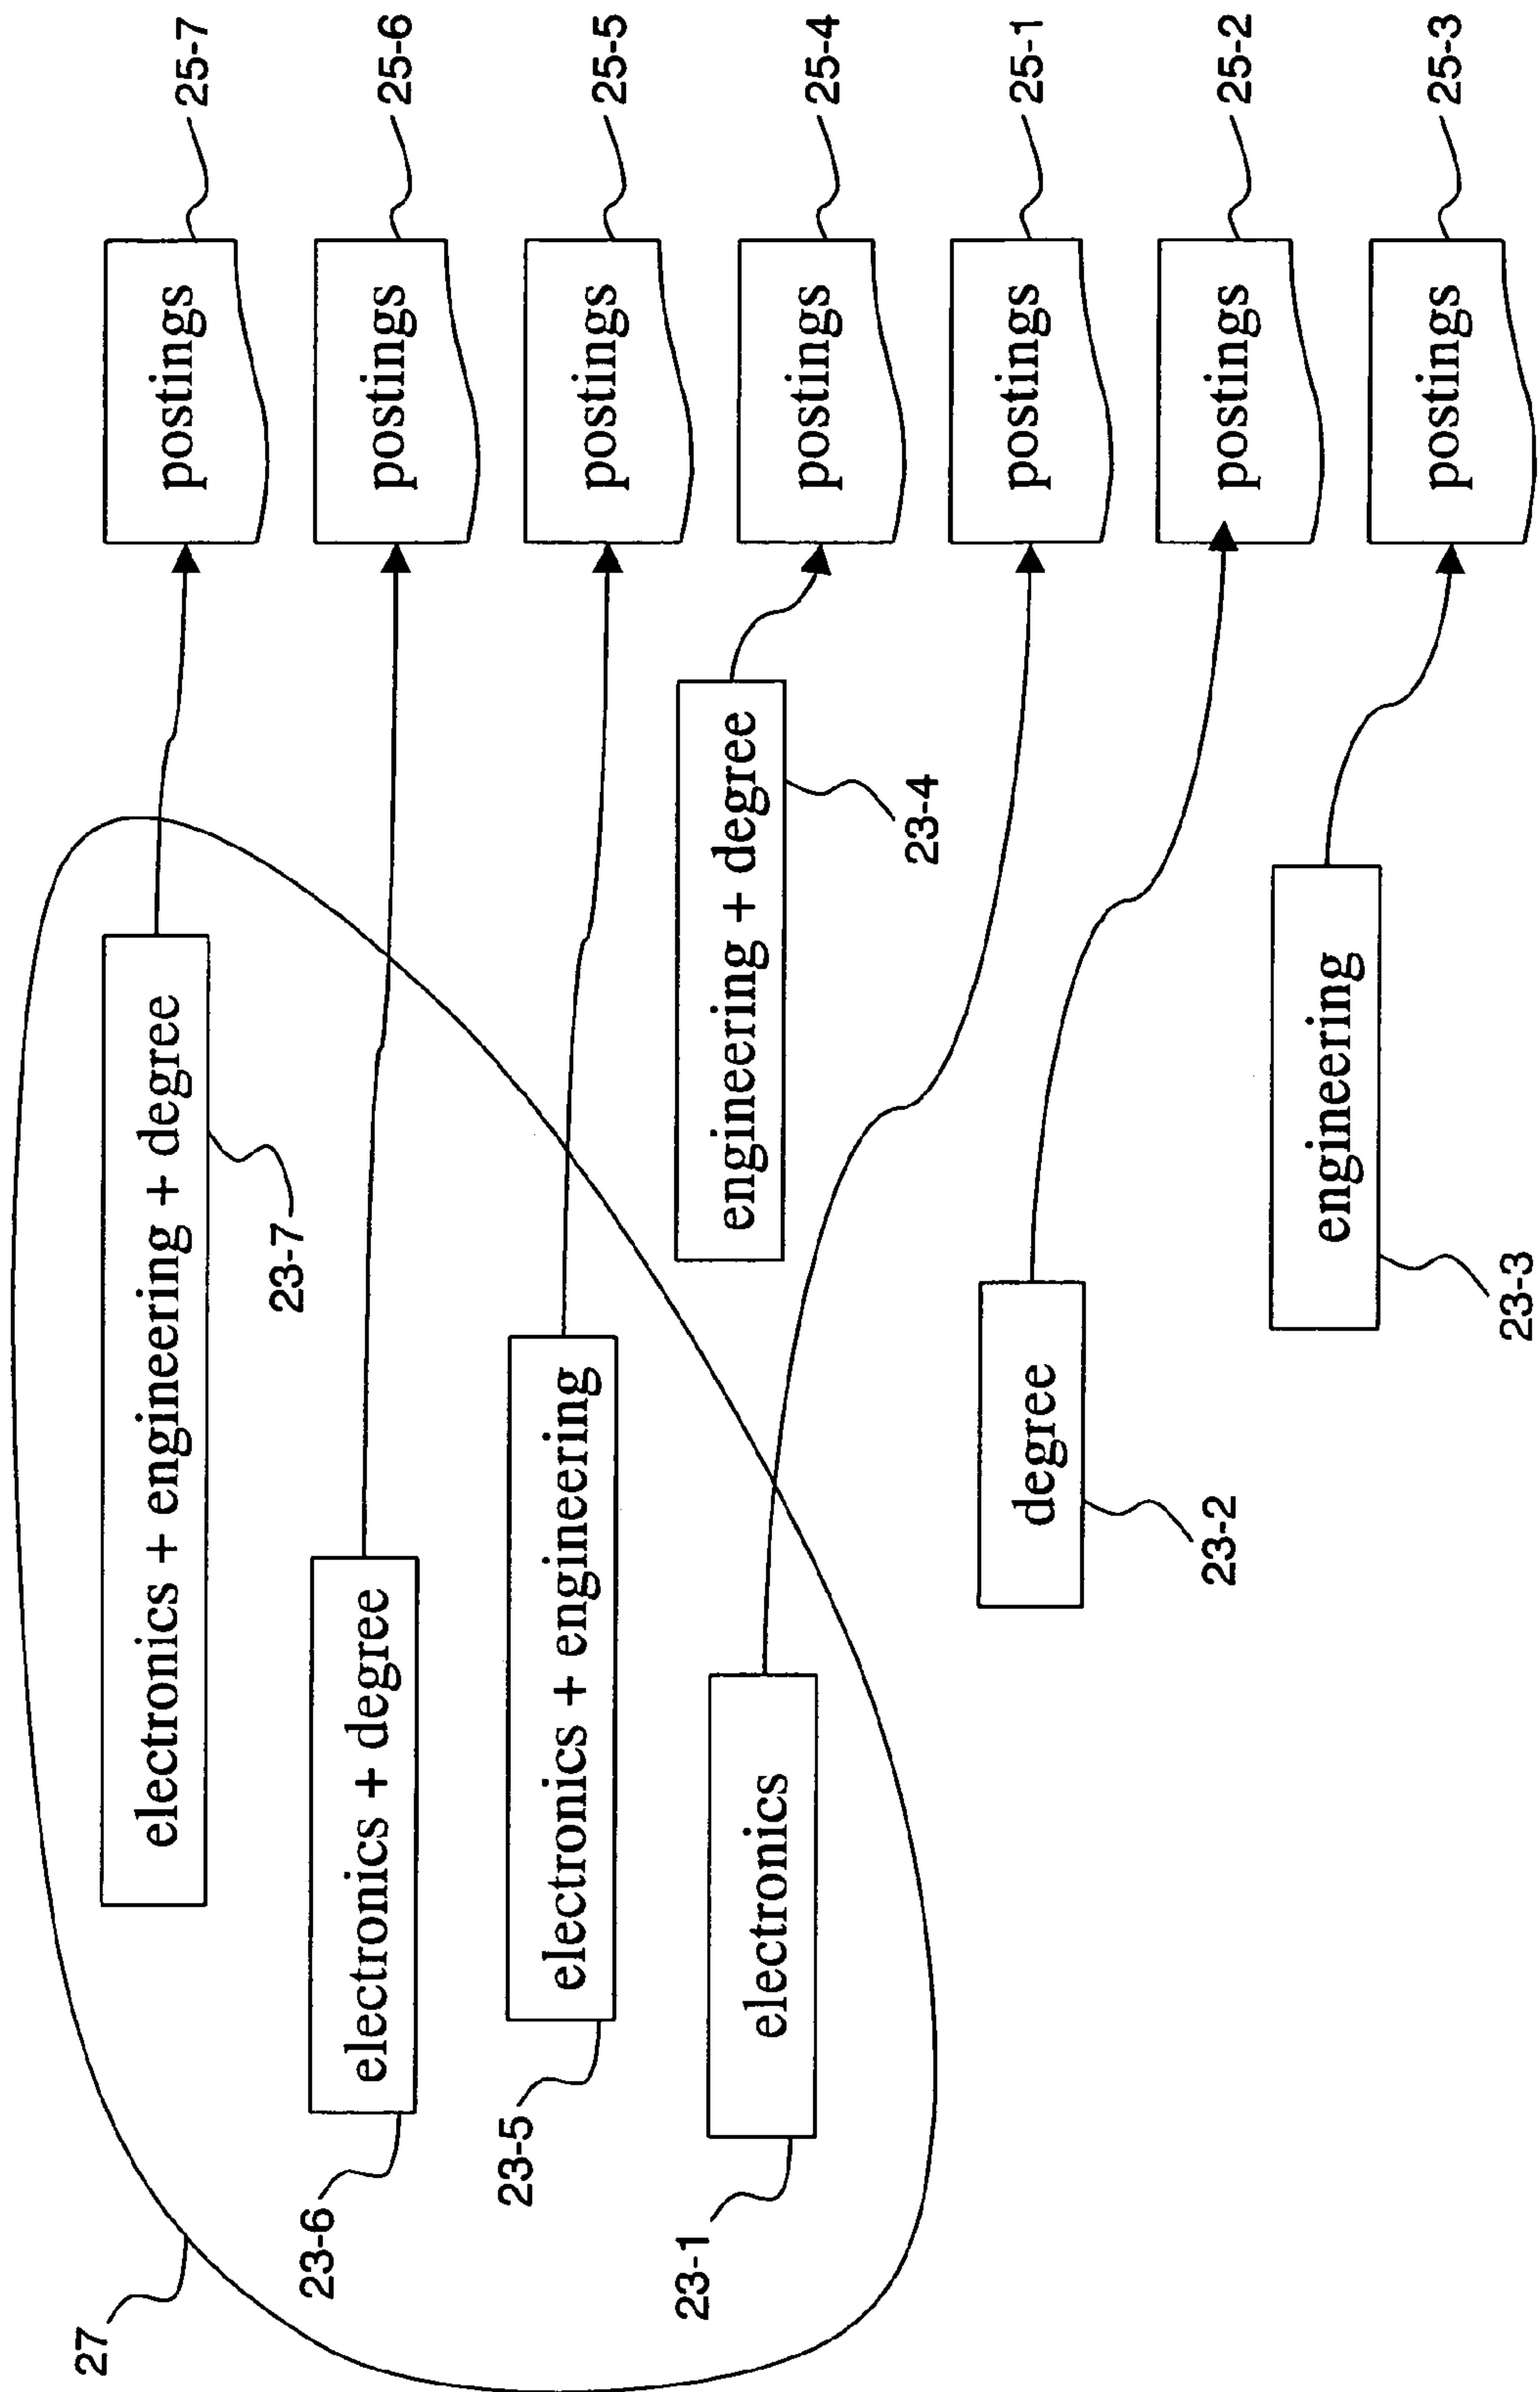 electronics + engineering + degree
23-7
postings
25-7
27
23-6
electronics + degree
postings
25-6
23-5
electronics + engineering
postings
25-5
engineering + degree
23-4
postings
25-4
23-1
electronics
postings
25-1
degree
23-2
postings
25-2
engineering
23-3
postings
25-3